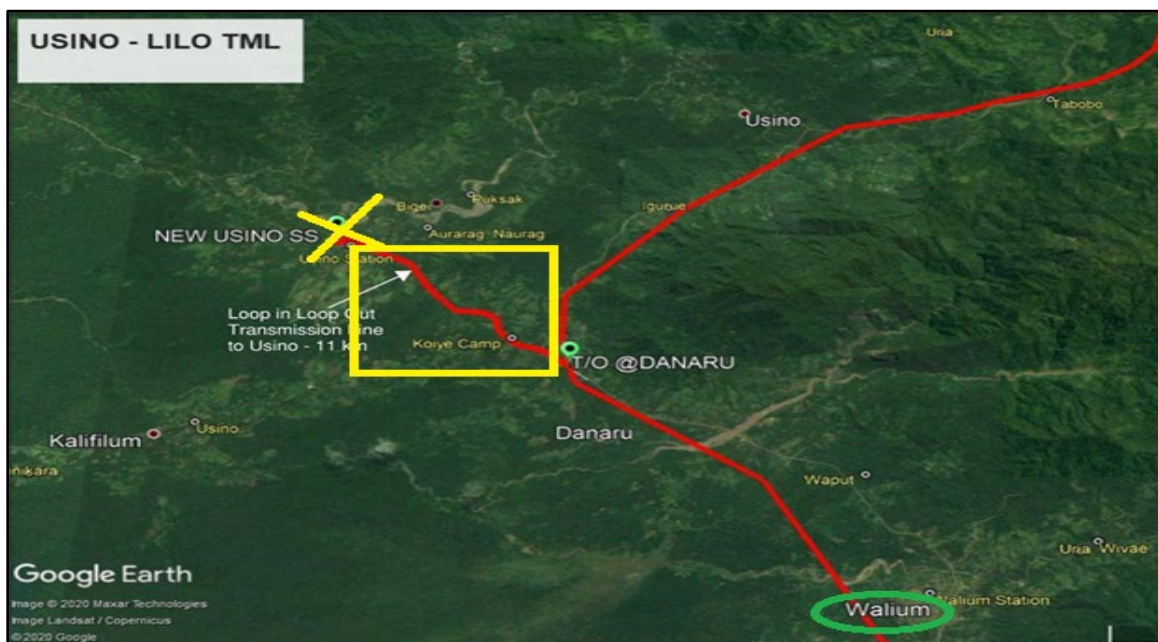 USINO - LILO TML
Uria
Tabobo
Usino
Bige
Puksak
Igurue
NEW USINO SS
Aurarag Naurag
Usino Station
Loop in Loop Out
Transmission Line
to Usino - 11 km
Koiye Camp
T/O @DANARU
Danaru
Kalifilum
Usino
Waput
Uria Wivae
Google Earth
Walium
Walium Station
Image © 2020 Maxar Technologies
Image Landsat / Copernicus
© 2020 Google